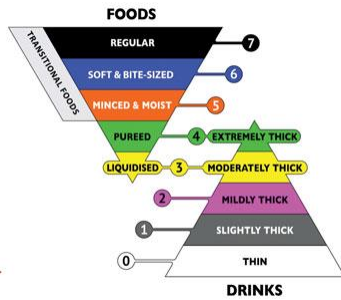 FOODS
TRANSITIONAL FOODS
REGULAR
7
SOFT & BITE-SIZED
6
MINCED & MOIST
5
PUREED
4
EXTREMELY THICK
LIQUIDISED
3
MODERATELY THICK
2
MILDLY THICK
1
SLIGHTLY THICK
0
THIN
DRINKS